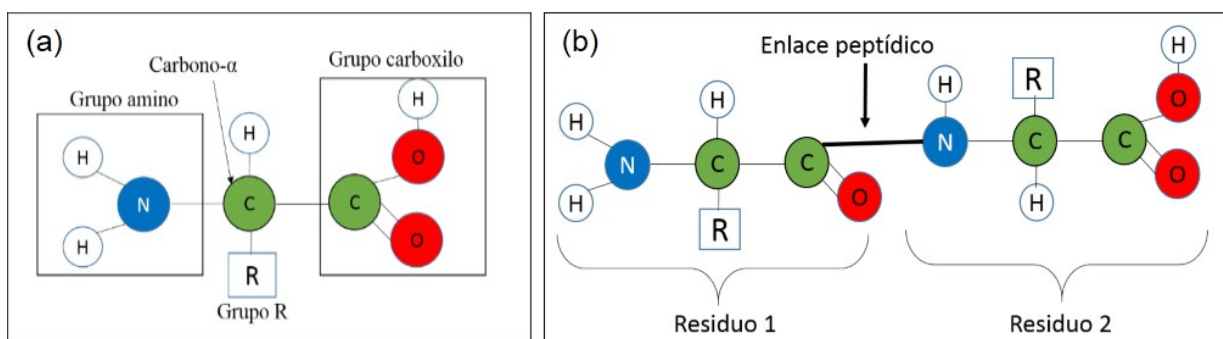 (a)
Carbono-α
Grupo carboxilo
Grupo amino
H
H
H
O
H
N
C
C
H
O
R
Grupo R
(b)
Enlace peptídico
H
H
R
O
H
H
N
C
C
N
C
C
H
O
O
R
H
Residuo 1
Residuo 2